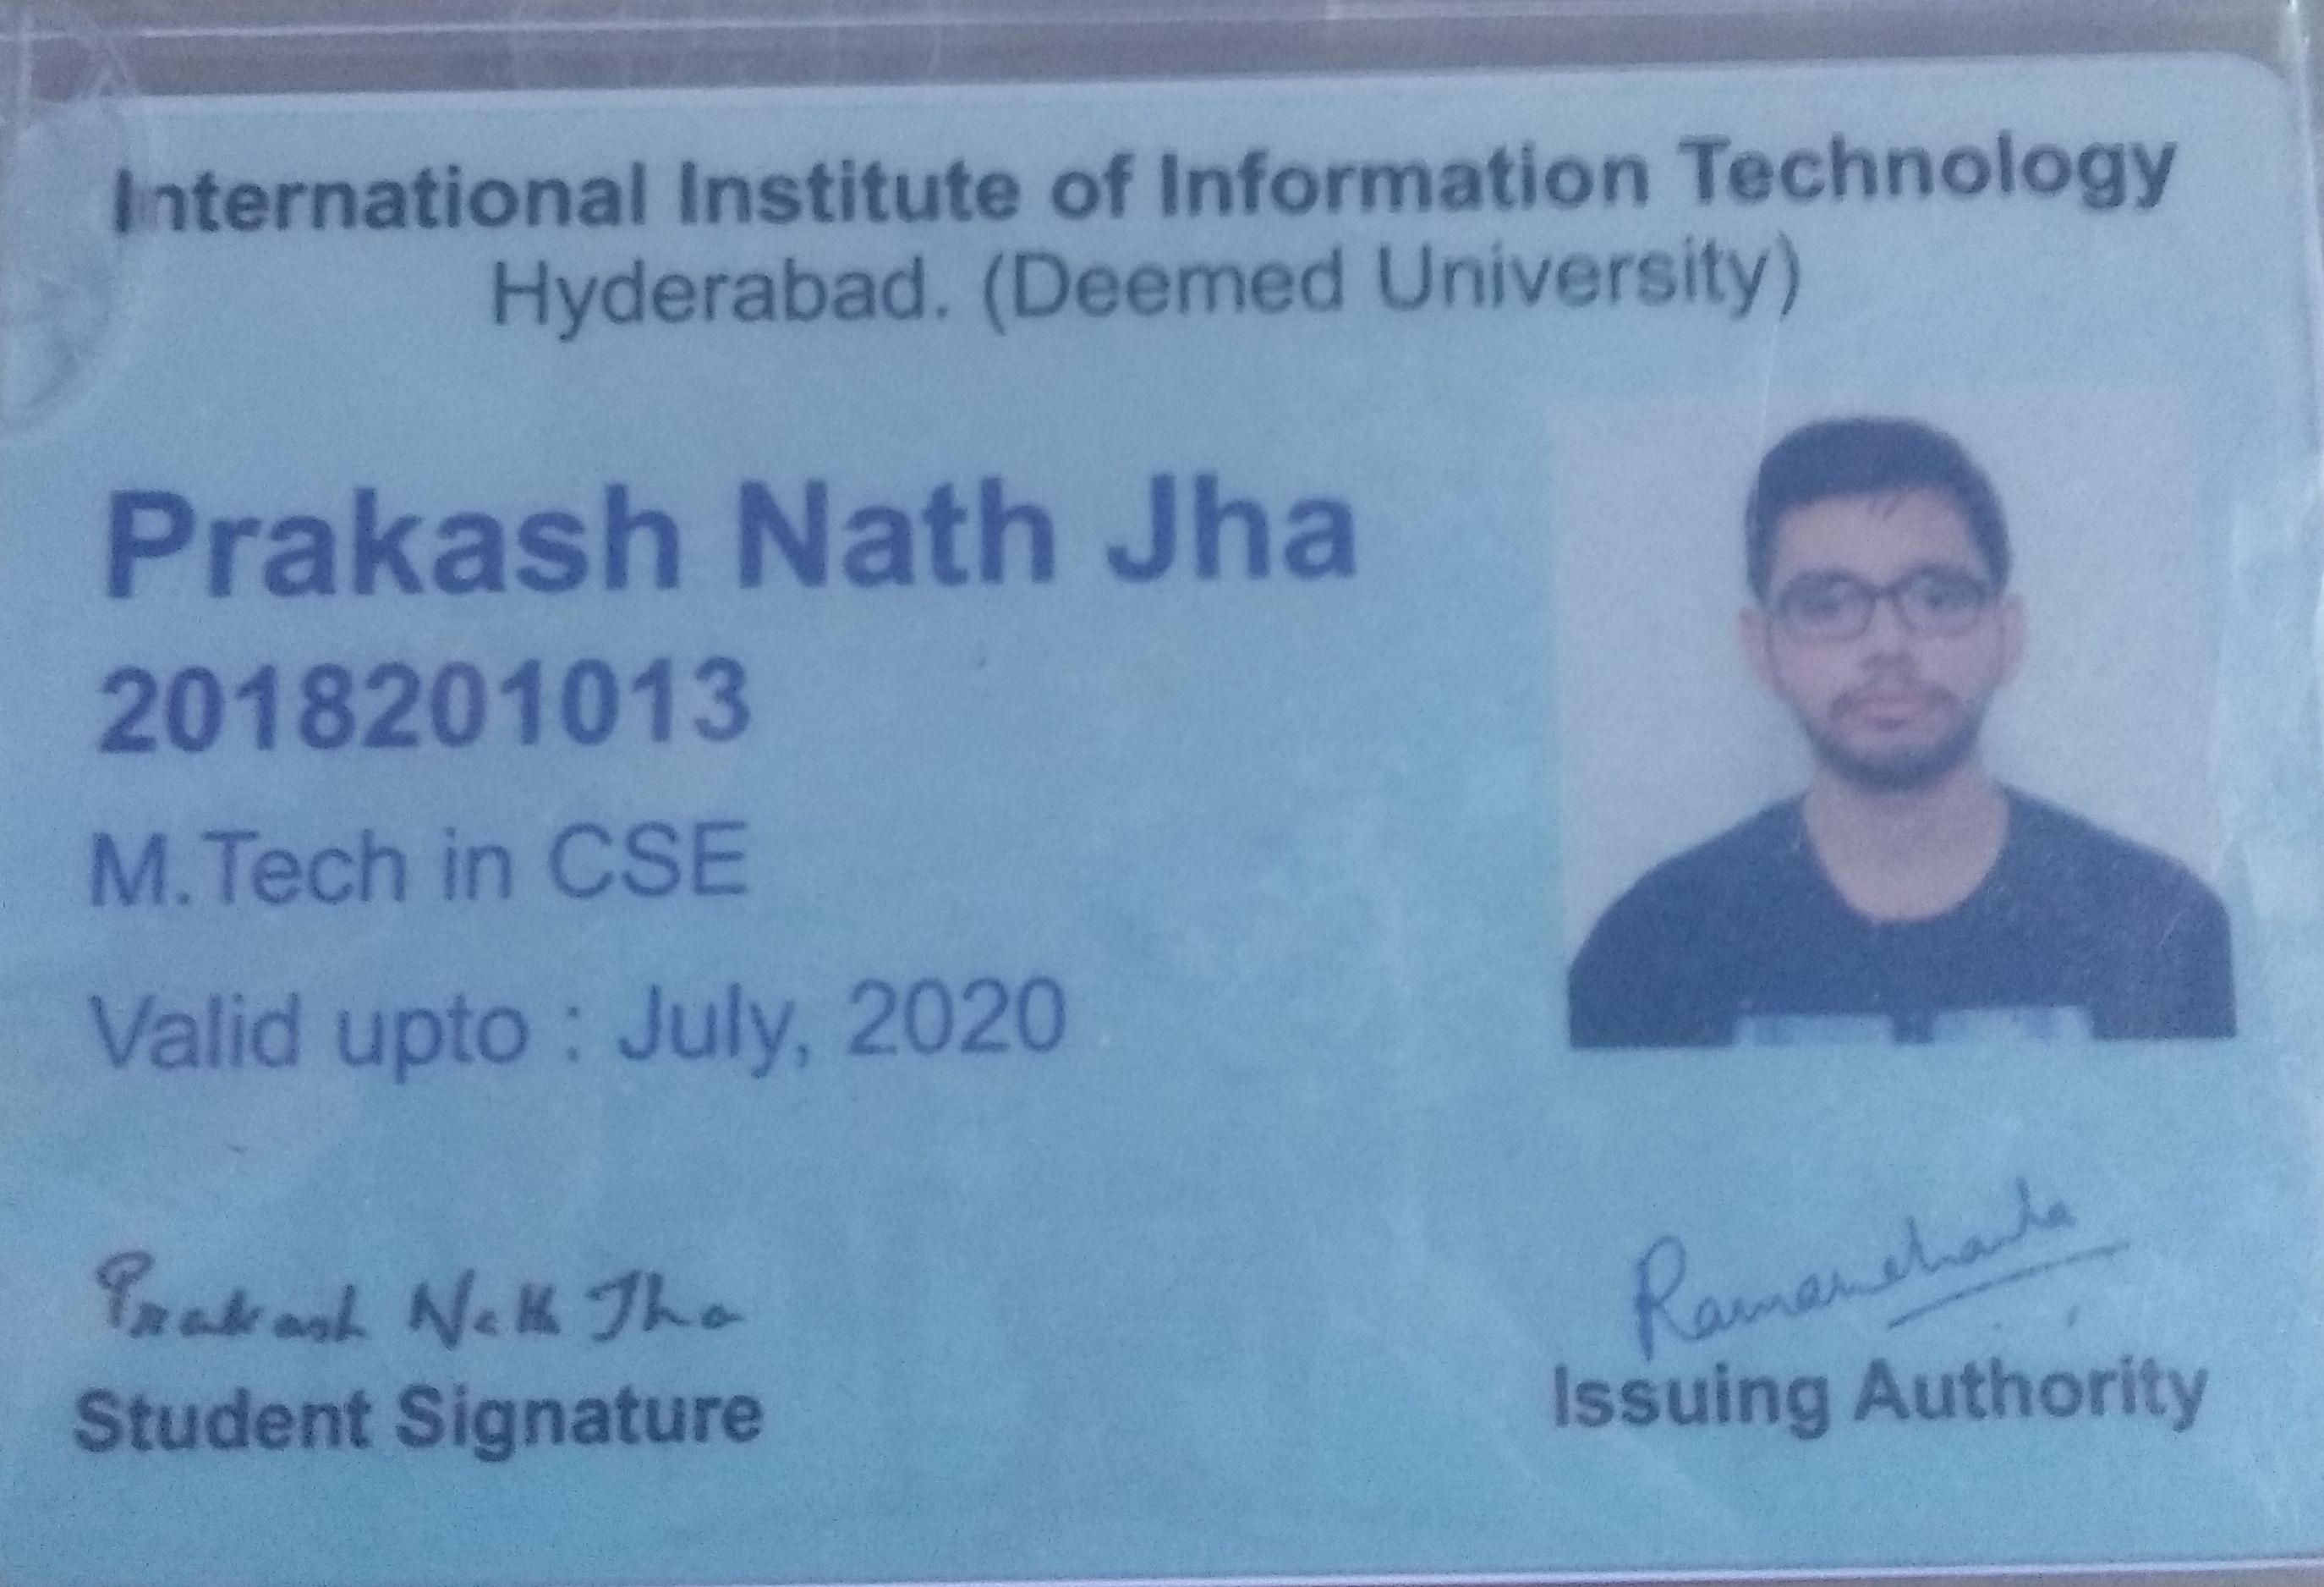 International Institute of Information Technology
Hyderabad. (Deemed University)
Prakash Nath Jha
2018201013
M.Tech in CSE
Valid upto : July, 2020
Prakash Nath Jha
Student Signature
Issuing Authority